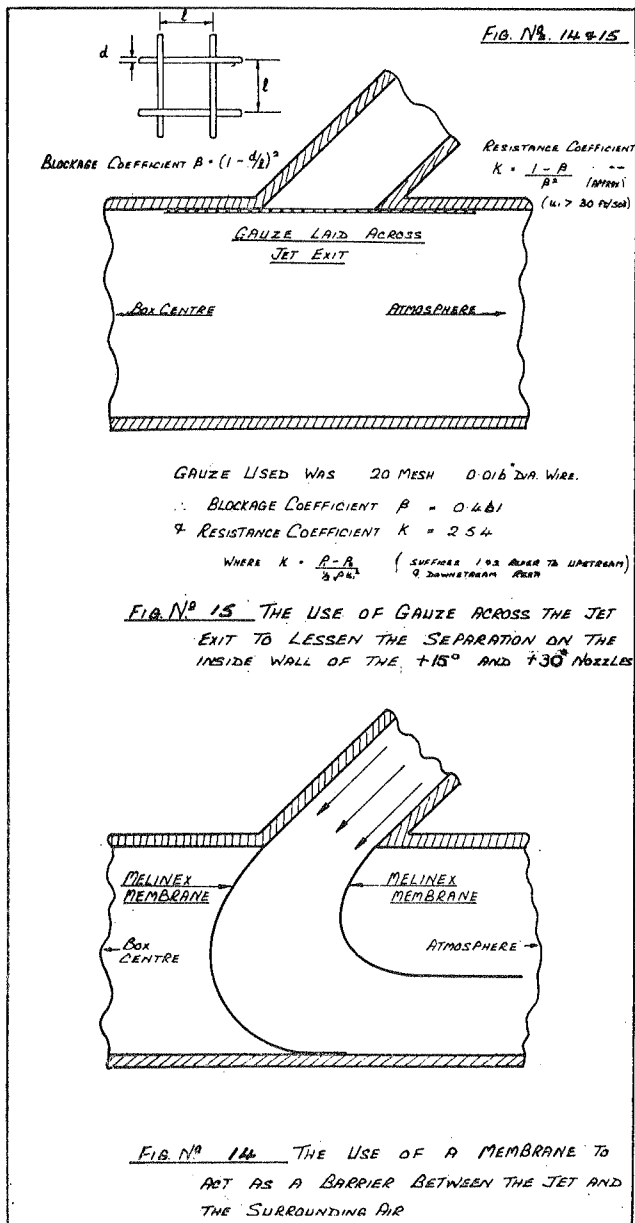 FIG. Nos. 14 & 15
l
d
l
BLOCKAGE COEFFICIENT β = (1 - d/l)²
RESISTANCE COEFFICIENT
K = (1 - β)/β² (APPROX)
(u₁ > 30 FT/SEC)
GAUZE LAID ACROSS
JET EXIT
BOX CENTRE
ATMOSPHERE
GAUZE USED WAS 20 MESH 0.016" DIA. WIRE.
∴ BLOCKAGE COEFFICIENT β = 0.461
& RESISTANCE COEFFICIENT K = 2.54
WHERE K = (P₁ - P₂)/(½ρu₁²) (SUFFICES 1 & 2 REFER TO UPSTREAM
& DOWNSTREAM)
FIG. No 15 THE USE OF GAUZE ACROSS THE JET
EXIT TO LESSEN THE SEPARATION ON THE
INSIDE WALL OF THE +15° AND +30° NOZZLES
MELINEX
MEMBRANE
MELINEX
MEMBRANE
BOX
CENTRE
ATMOSPHERE
FIG. No 14 THE USE OF A MEMBRANE TO
ACT AS A BARRIER BETWEEN THE JET AND
THE SURROUNDING AIR